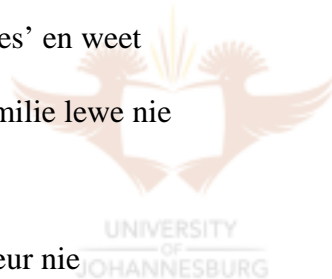 es’ en weet
milie lewe nie
UNIVERSITY
OF
JOHANNESBURG
eur nie